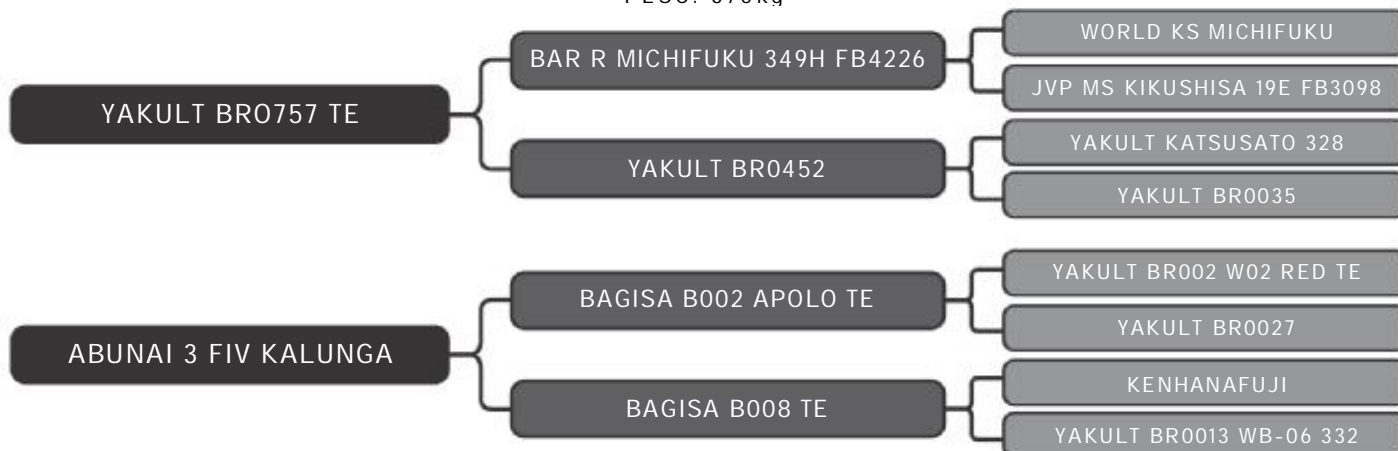 YAKULT BR0757 TE
BAR R MICHIFUKU 349H FB4226
WORLD KS MICHIFUKU
JVP MS KIKUSHISA 19E FB3098
YAKULT BR0452
YAKULT KATSUSATO 328
YAKULT BR0035
ABUNAI 3 FIV KALUNGA
BAGISA B002 APOLO TE
YAKULT BR002 W02 RED TE
YAKULT BR0027
BAGISA B008 TE
KENHANAFUJI
YAKULT BR0013 WB-06 332